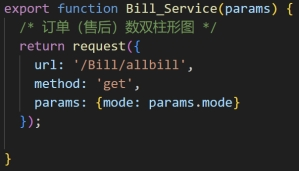 export function Bill_Service(params) {
  /* 订单（售后）数双柱形图 */
  return request({
    url: '/Bill/allbill',
    method: 'get',
    params: {mode: params.mode}
  });
}